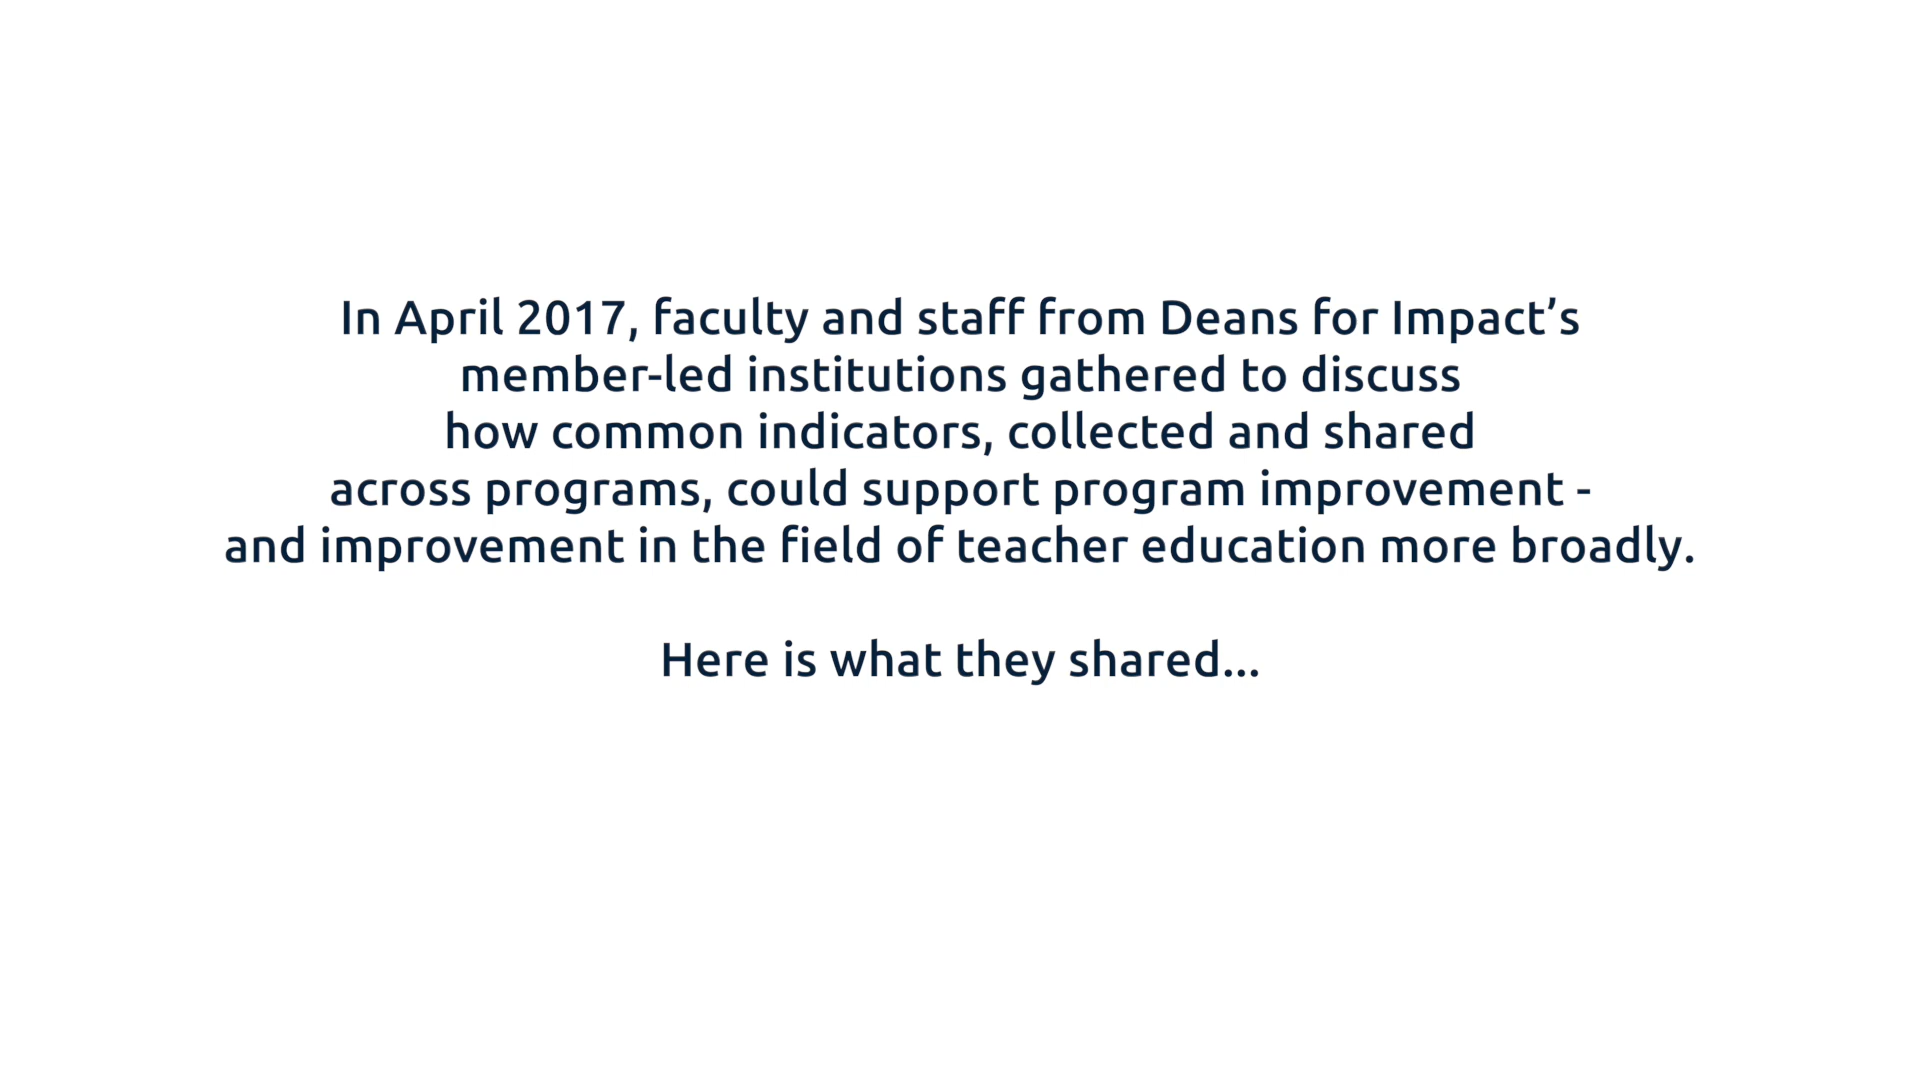 In April 2017, faculty and staff from Deans for Impact’s
member-led institutions gathered to discuss
how common indicators, collected and shared
across programs, could support program improvement -
and improvement in the field of teacher education more broadly.
Here is what they shared...